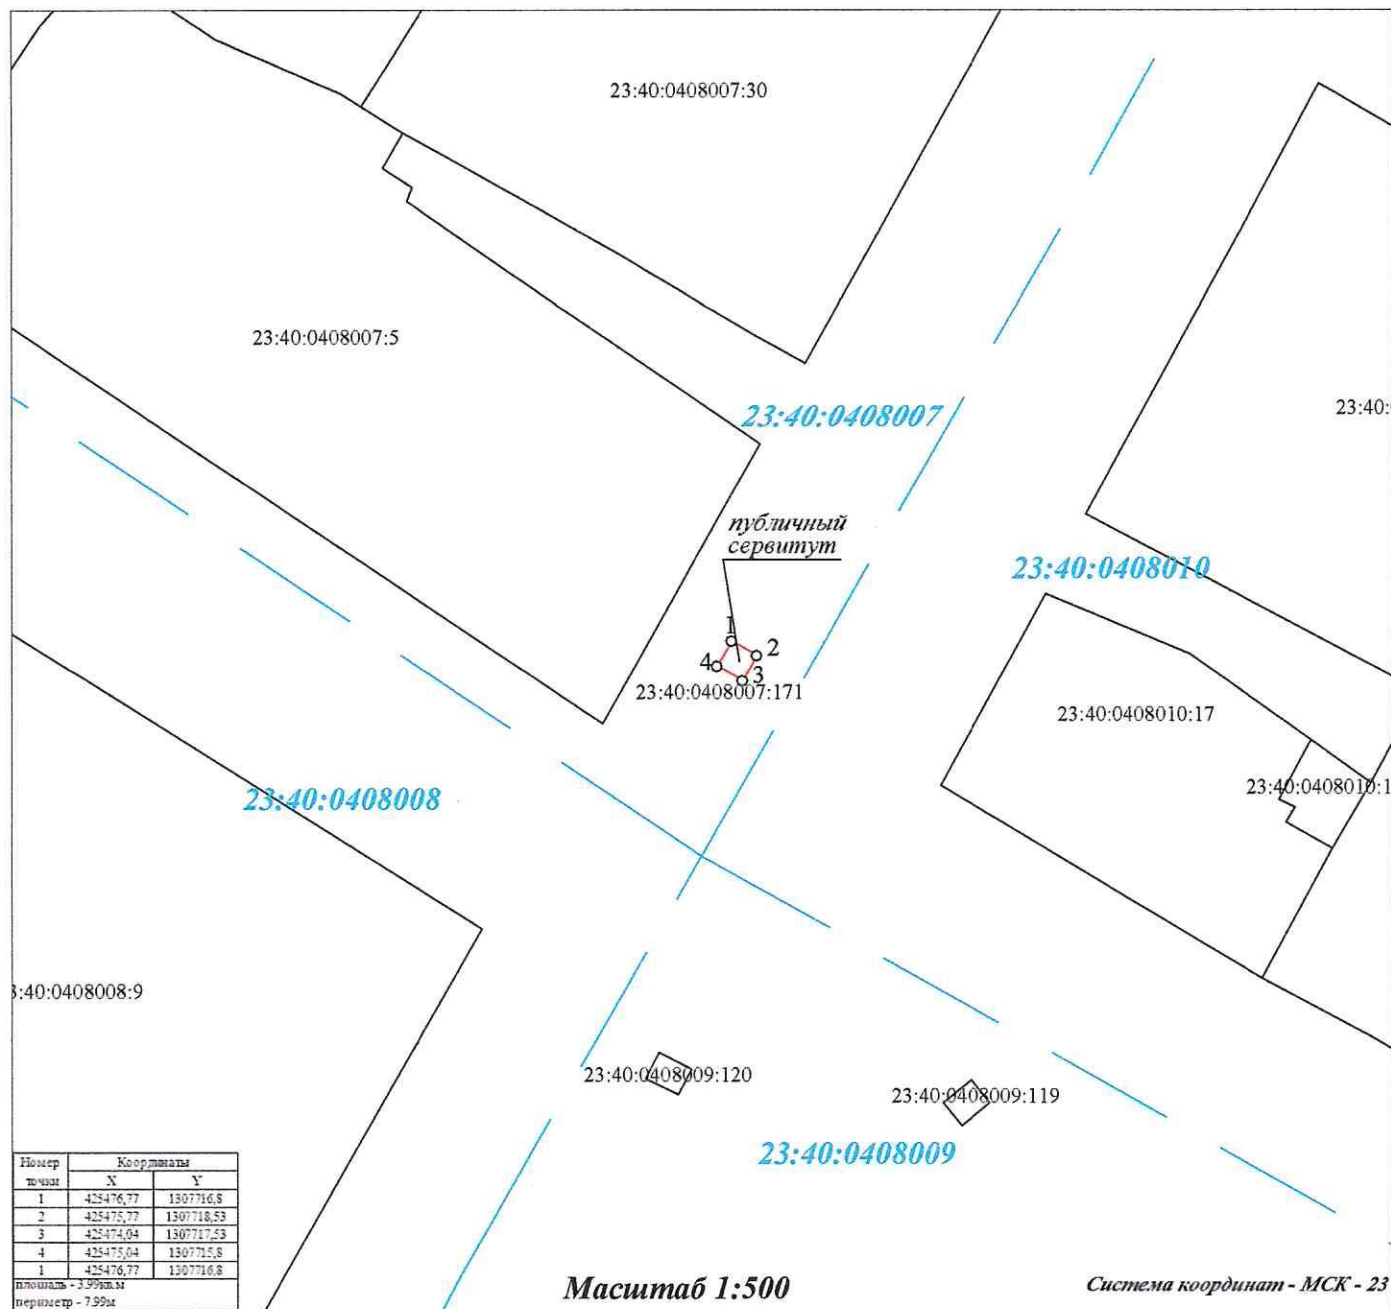 23:40:0408007:30
23:40:0408007:5
23:40:0408007
23:40:
публичный
сервитут
23:40:0408010
1
2
4
3
23:40:0408007:171
23:40:0408010:17
23:40:0408010:1
23:40:0408008
:40:0408008:9
23:40:0408009:120
23:40:0408009:119
23:40:0408009
Номер Координаты
точки X Y
1 425476,77 1307716,8
2 425475,77 1307718,53
3 425474,04 1307717,53
4 425475,04 1307715,8
1 425476,77 1307716,8
площадь - 3.99кв.м
периметр - 7.99м
Масштаб 1:500
Система координат - МСК - 23